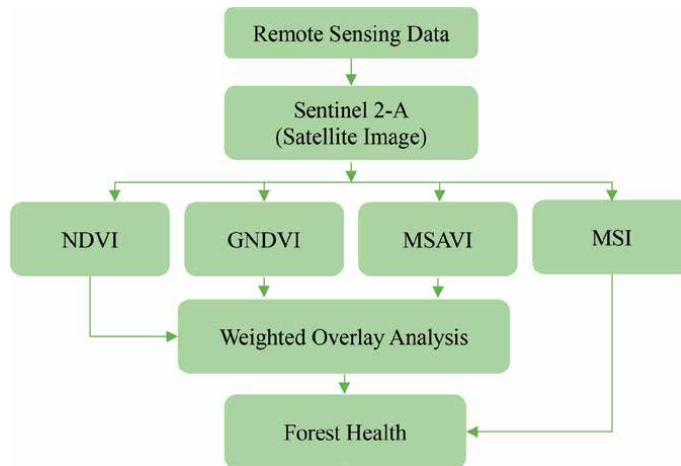 Remote Sensing Data
Sentinel 2-A
(Satellite Image)
NDVI
GNDVI
MSAVI
MSI
Weighted Overlay Analysis
Forest Health